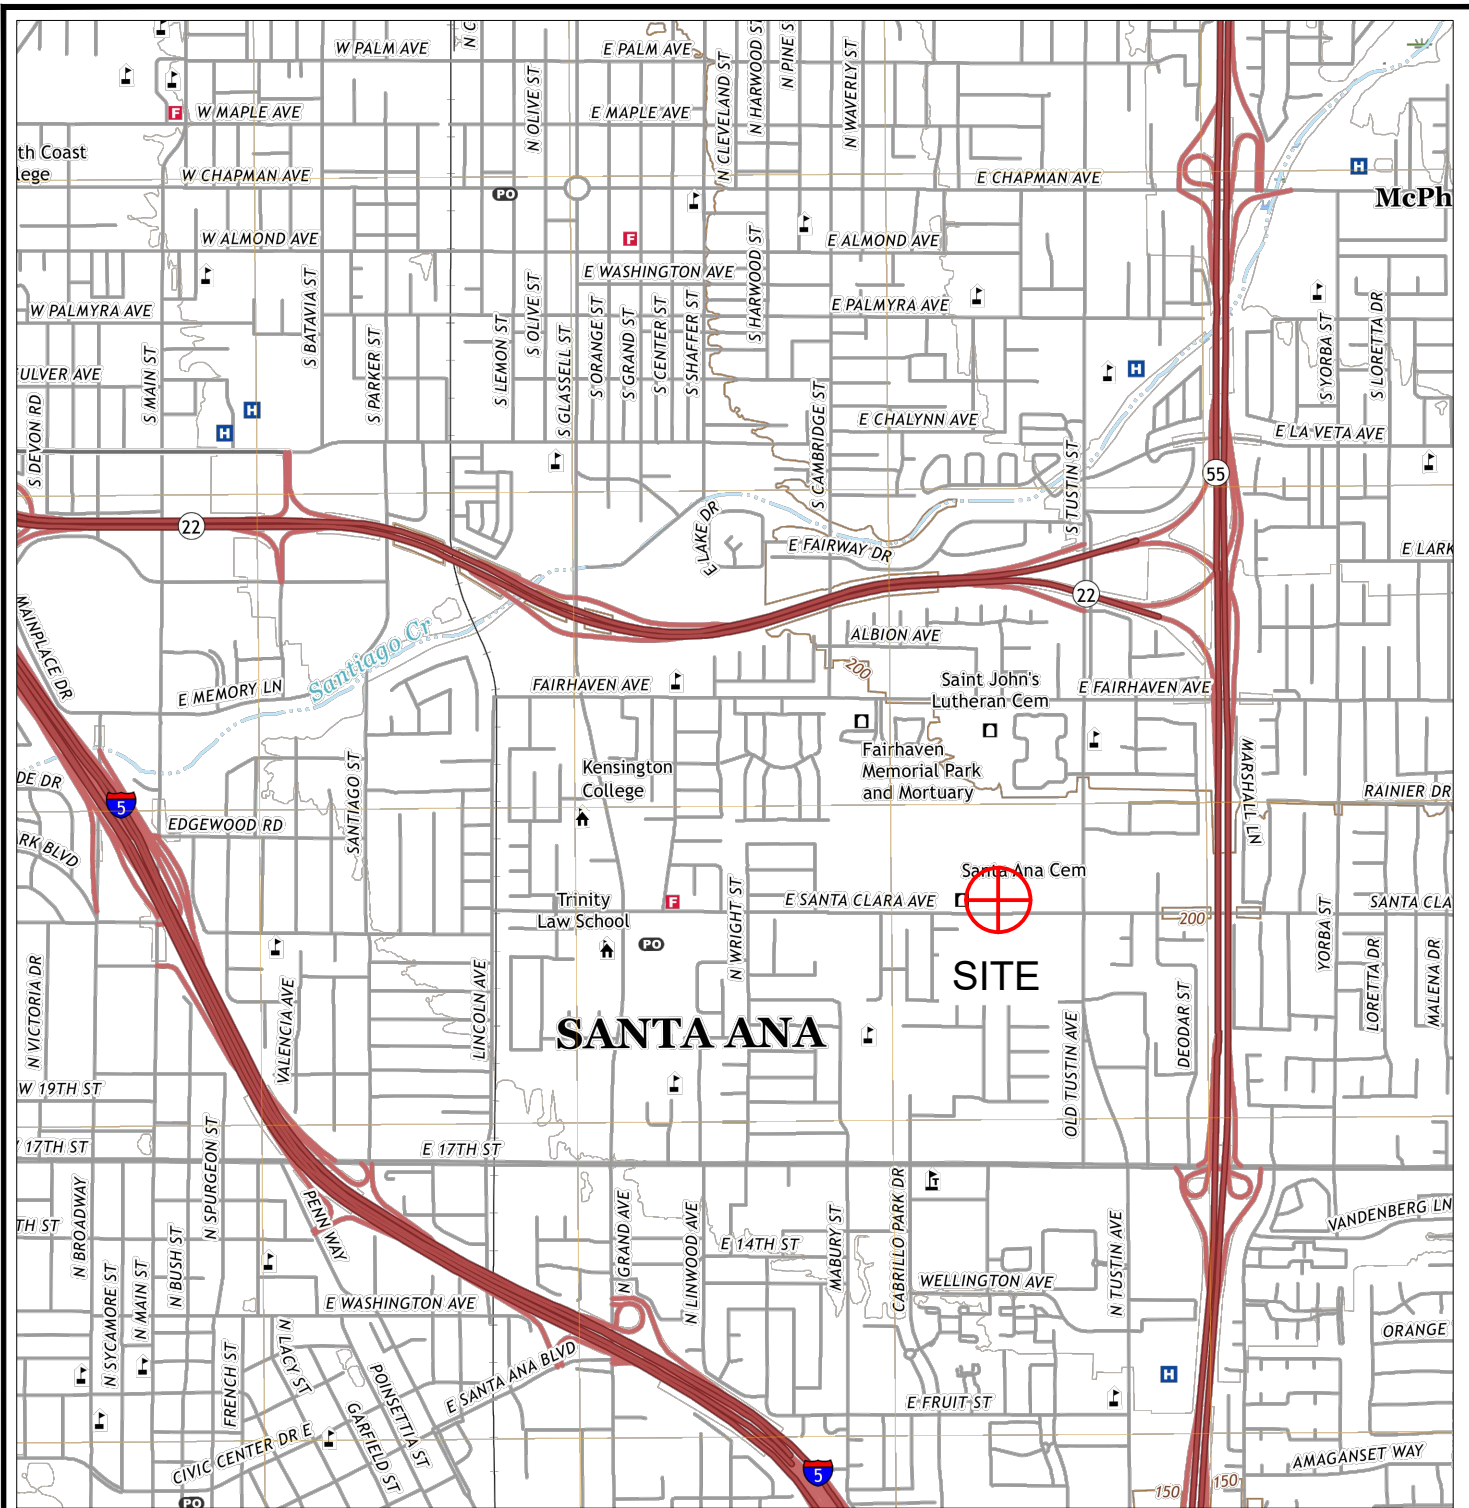 W PALM AVE
N C
E PALM AVE
N OLIVE ST
N CLEVELAND ST
N HARWOOD ST
N PINE S
N WAVERLY ST
F
W MAPLE AVE
E MAPLE AVE
th Coast
lege
W CHAPMAN AVE
PO
E CHAPMAN AVE
H
McPh
W ALMOND AVE
F
E ALMOND AVE
E WASHINGTON AVE
S BATAVIA ST
S OLIVE ST
S HARWOOD ST
W PALMYRA AVE
E PALMYRA AVE
S MAIN ST
S PARKER ST
S LEMON ST
S GLASSELL ST
S ORANGE ST
S GRAND ST
S CENTER ST
S SHAFFER ST
S YORBA ST
S LORETTA DR
ULVER AVE
H
S DEVON RD
H
H
S CAMBRIDGE ST
E CHALYNN AVE
E LA VETA AVE
S TUSTIN ST
55
22
E LAKE DR
E FAIRWAY DR
E LARK
22
MAINPLACE DR
Santiago Cr
ALBION AVE
200
E MEMORY LN
FAIRHAVEN AVE
Saint John's
Lutheran Cem
E FAIRHAVEN AVE
Fairhaven
Memorial Park
and Mortuary
Kensington
College
SANTIAGO ST
MARSHALL LN
DE DR
5
RAINIER DR
EDGEWOOD RD
RK BLVD
Santa Ana Cem
Trinity
Law School
F
N WRIGHT ST
E SANTA CLARA AVE
200
YORBA ST
SANTA CLA
PO
SITE
N VICTORIA DR
VALENCIA AVE
LINCOLN AVE
SANTA ANA
DEODAR ST
LORETTA DR
MALENA DR
OLD TUSTIN AVE
W 19TH ST
17TH ST
N SPURGEON ST
E 17TH ST
N BROADWAY
PENN WAY
CABRILLO PARK DR
TH ST
N BUSH ST
N GRAND AVE
N LINWOOD AVE
E 14TH ST
MABURY ST
N TUSTIN AVE
VANDENBERG LN
N SYCAMORE ST
N MAIN ST
WELLINGTON AVE
E WASHINGTON AVE
N LACY ST
ORANGE
FRENCH ST
POINSETTIA ST
E SANTA ANA BLVD
H
GARFIELD ST
E FRUIT ST
CIVIC CENTER DR E
AMAGANSET WAY
5
150
150
PO